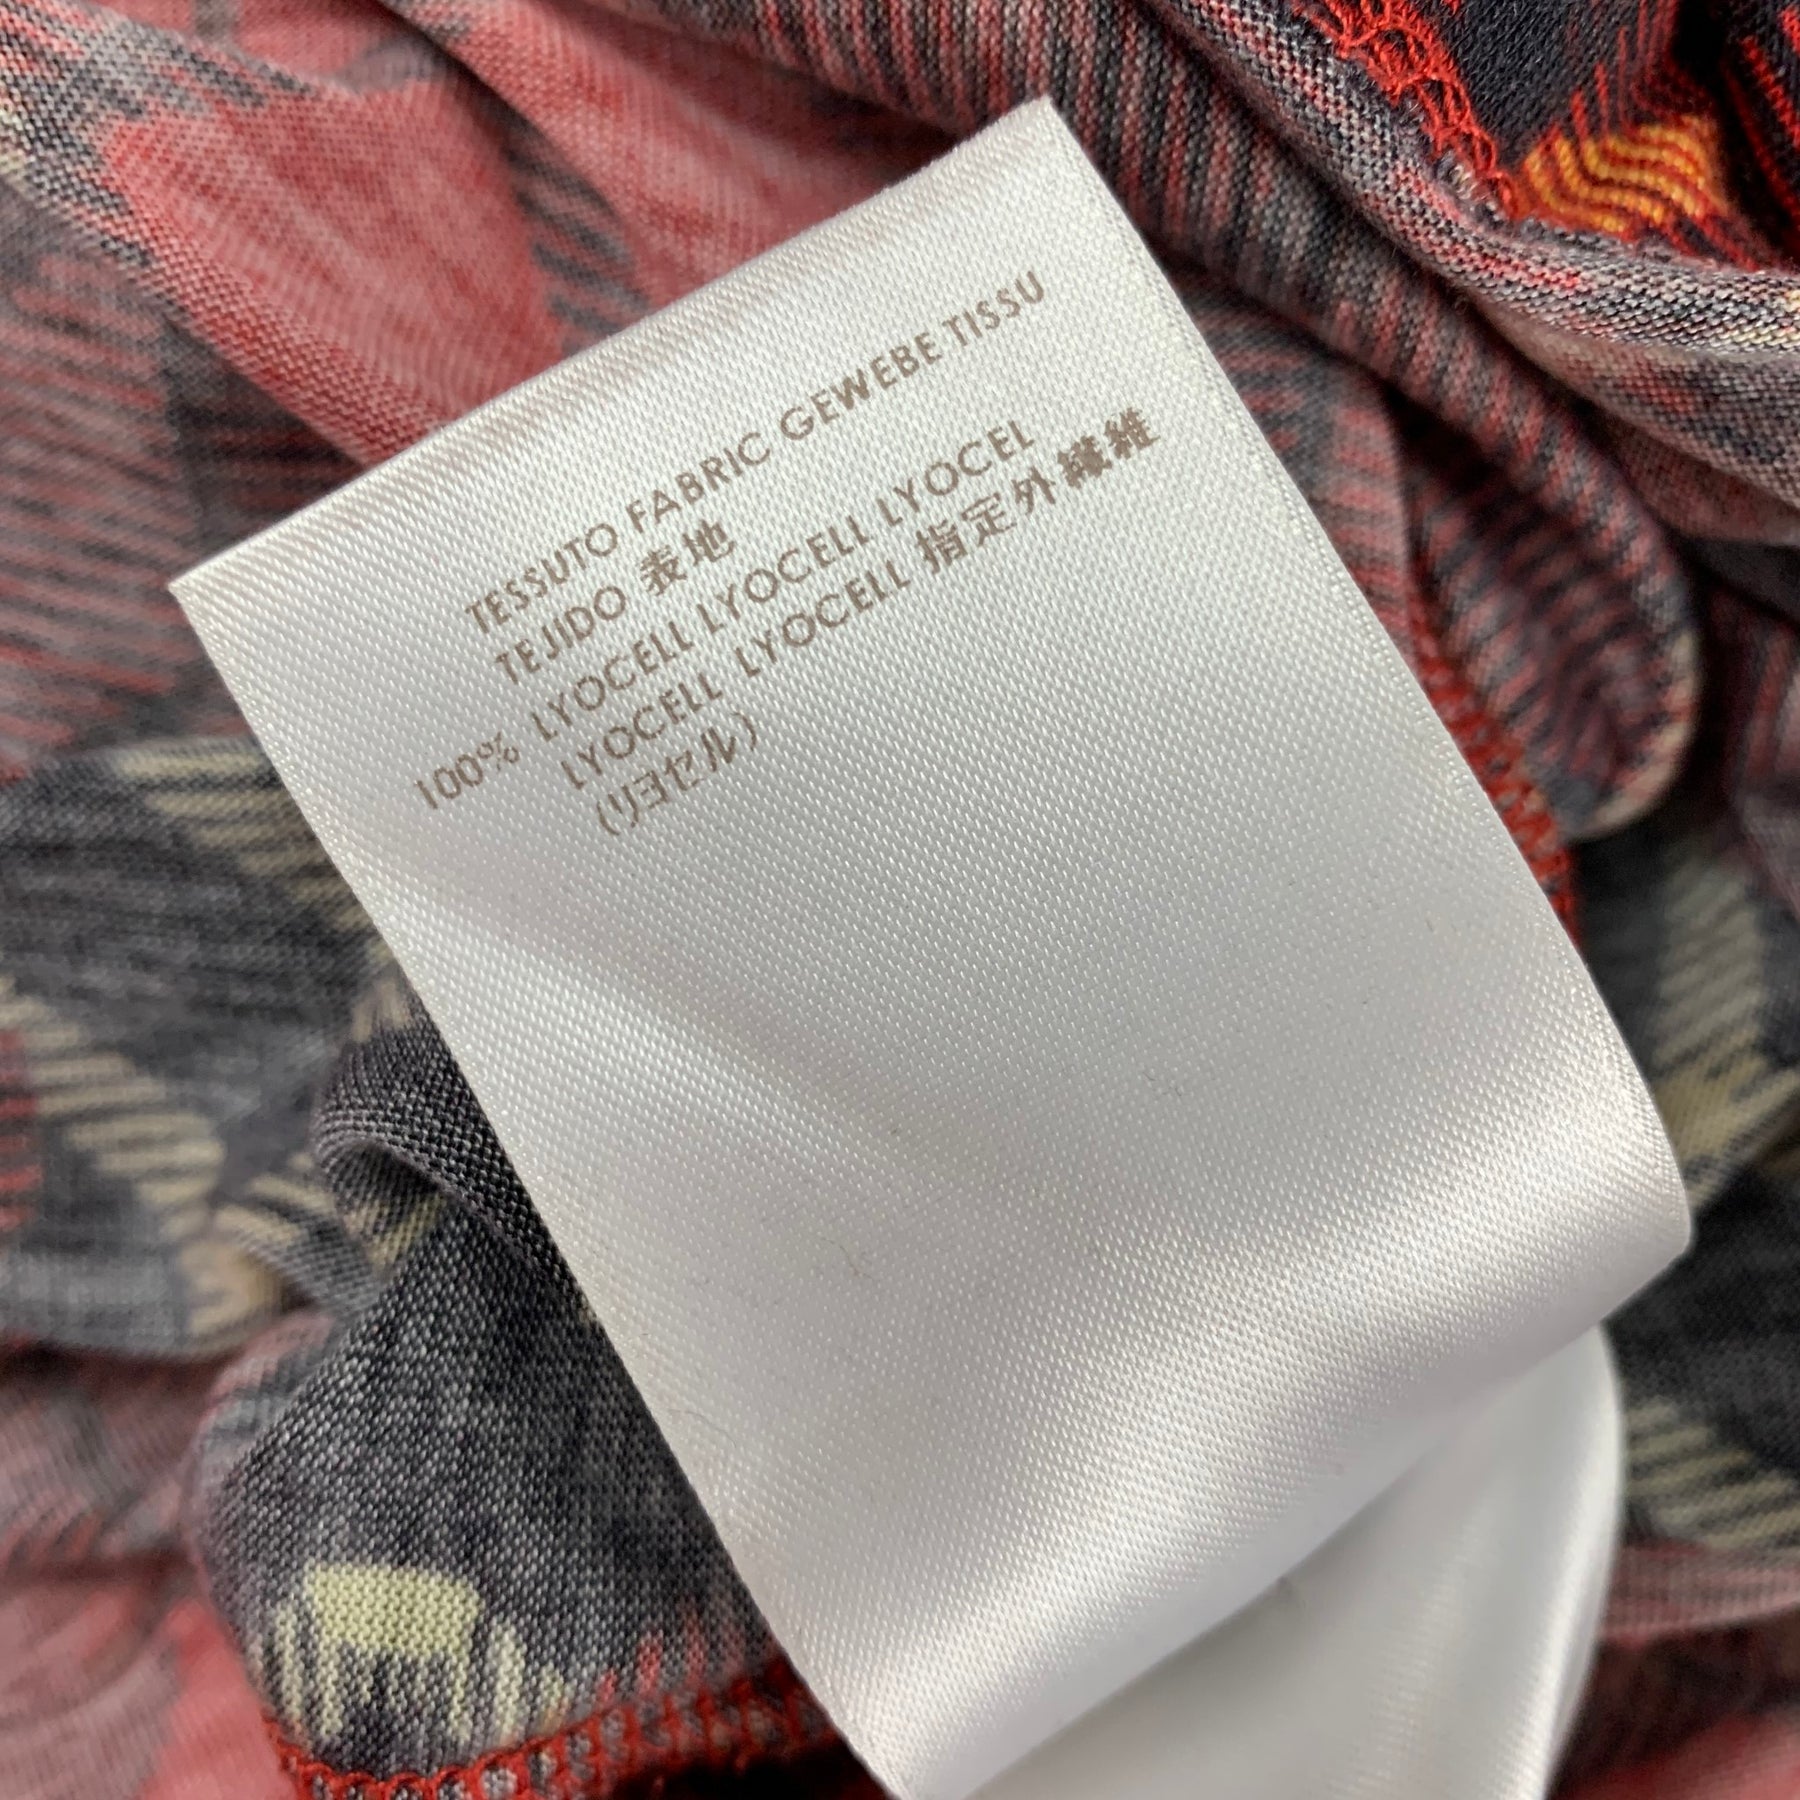 TESSUTO FABRIC GEWEBE TISSU
TEJIDO 表地
100% LYOCELL LYOCELL LYOCEL
LYOCELL LYOCELL 指定外繊維
(リヨセル)